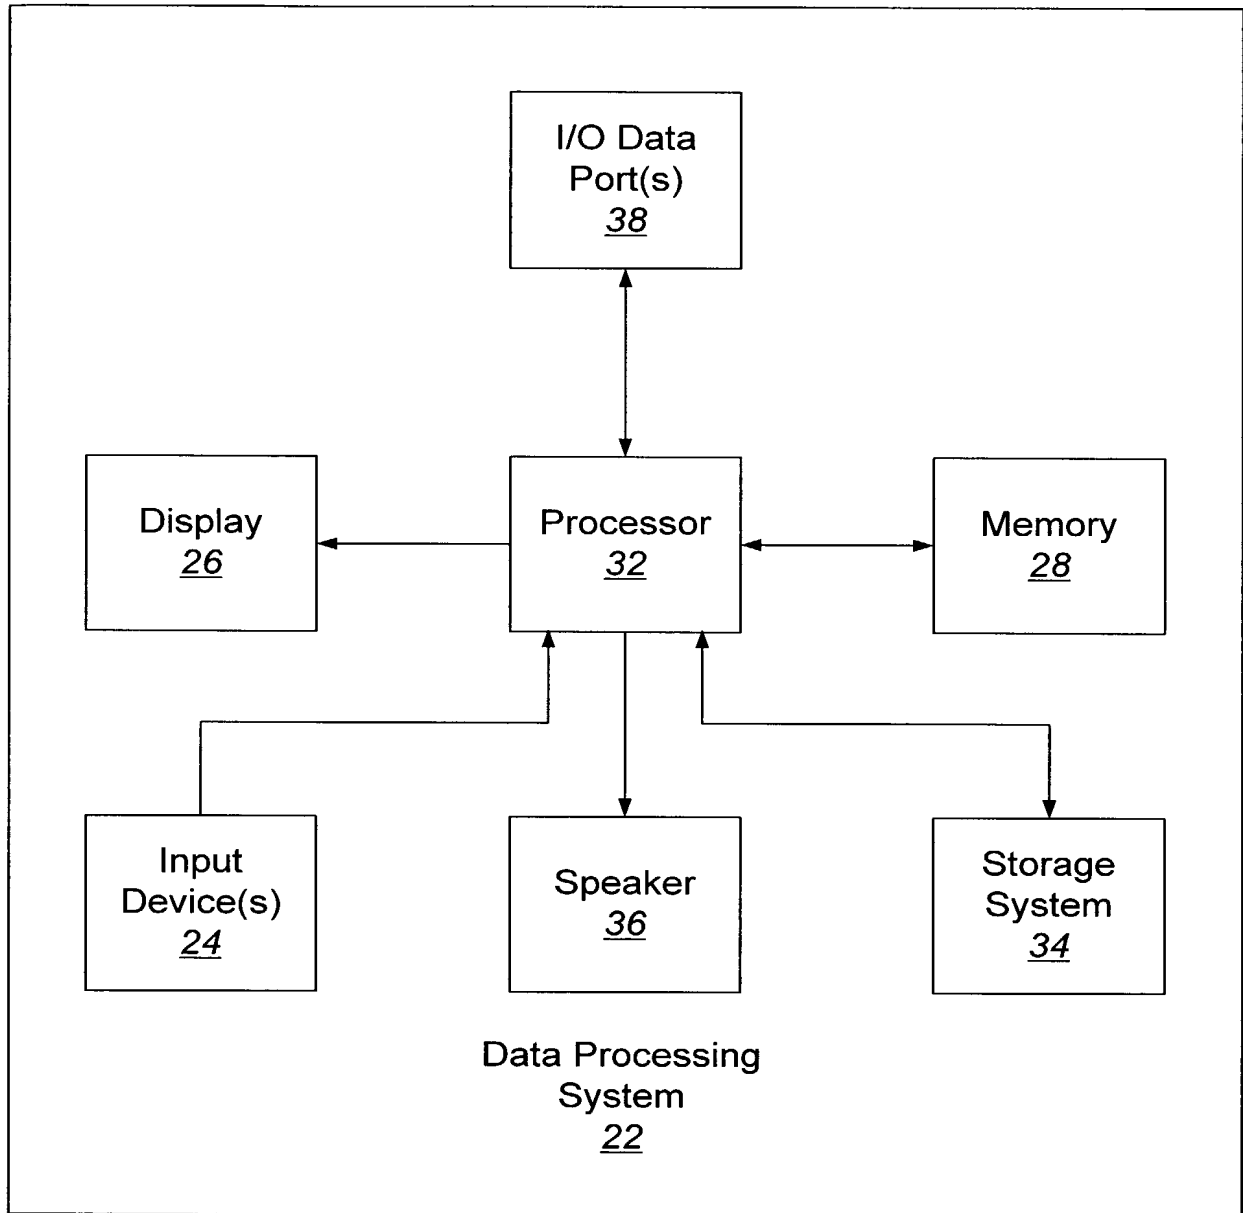 I/O Data
Port(s)
38
Display
26
Processor
32
Memory
28
Input
Device(s)
24
Speaker
36
Storage
System
34
Data Processing
System
22